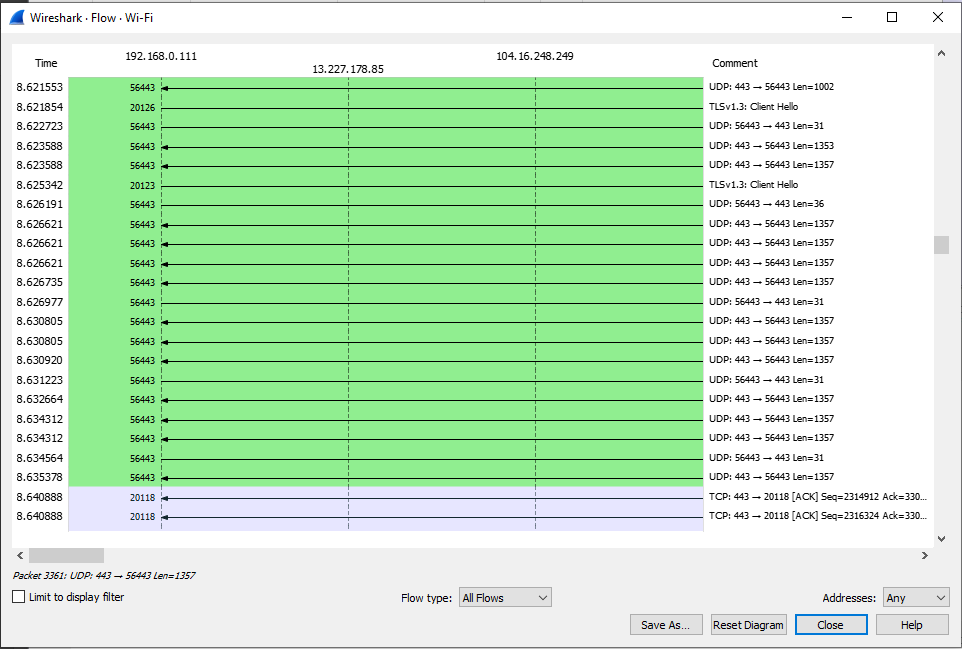 Wireshark · Flow · Wi-Fi
Time 192.168.0.111 13.227.178.85 104.16.248.249 Comment
8.621553 56443 UDP: 443 → 56443 Len=1002
8.621854 20126 TLSv1.3: Client Hello
8.622723 56443 UDP: 56443 → 443 Len=31
8.623588 56443 UDP: 443 → 56443 Len=1353
8.623588 56443 UDP: 443 → 56443 Len=1357
8.625342 20123 TLSv1.3: Client Hello
8.626191 56443 UDP: 56443 → 443 Len=36
8.626621 56443 UDP: 443 → 56443 Len=1357
8.626621 56443 UDP: 443 → 56443 Len=1357
8.626621 56443 UDP: 443 → 56443 Len=1357
8.626735 56443 UDP: 443 → 56443 Len=1357
8.626977 56443 UDP: 56443 → 443 Len=31
8.630805 56443 UDP: 443 → 56443 Len=1357
8.630805 56443 UDP: 443 → 56443 Len=1357
8.630920 56443 UDP: 443 → 56443 Len=1357
8.631223 56443 UDP: 56443 → 443 Len=31
8.632664 56443 UDP: 443 → 56443 Len=1357
8.634312 56443 UDP: 443 → 56443 Len=1357
8.634312 56443 UDP: 443 → 56443 Len=1357
8.634564 56443 UDP: 56443 → 443 Len=31
8.635378 56443 UDP: 443 → 56443 Len=1357
8.640888 20118 TCP: 443 → 20118 [ACK] Seq=2314912 Ack=330...
8.640888 20118 TCP: 443 → 20118 [ACK] Seq=2316324 Ack=330...
Packet 3361: UDP: 443 → 56443 Len=1357
Limit to display filter Flow type: All Flows Addresses: Any
Save As... Reset Diagram Close Help